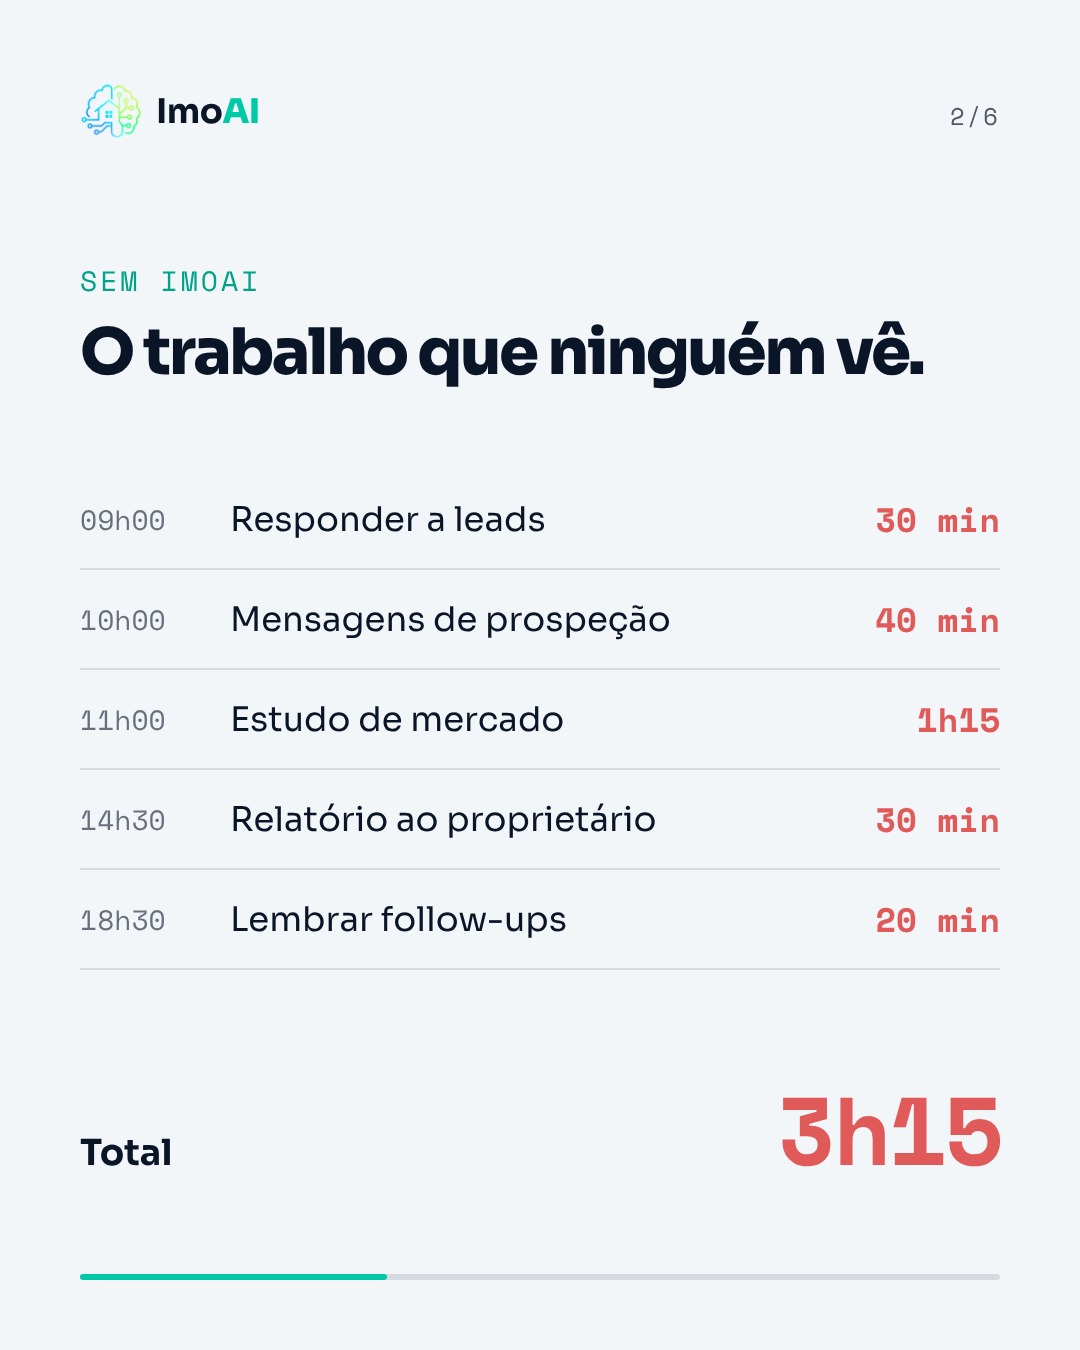 ImoAI
2/6
SEM IMOAI
O trabalho que ninguém vê.
09h00 Responder a leads 30 min
10h00 Mensagens de prospeção 40 min
11h00 Estudo de mercado 1h15
14h30 Relatório ao proprietário 30 min
18h30 Lembrar follow-ups 20 min
Total 3h15